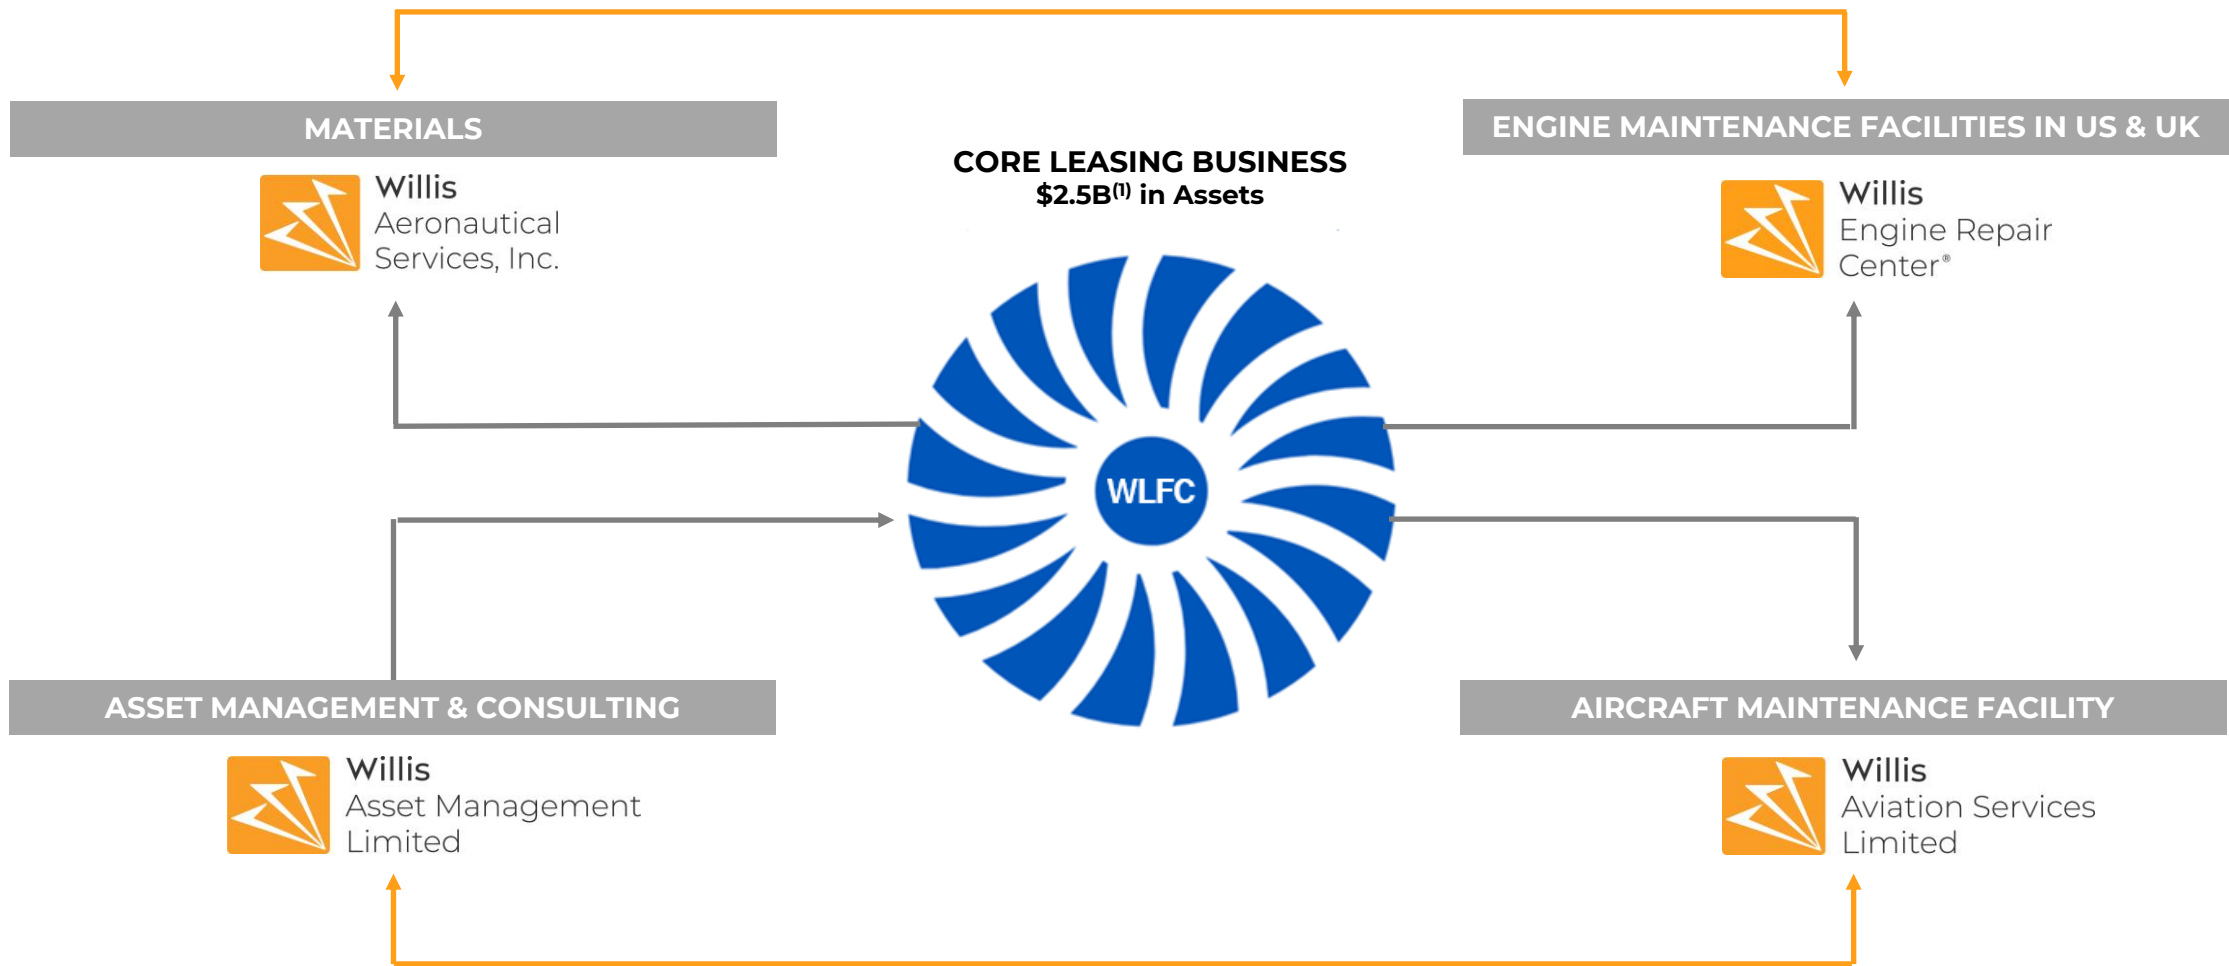 MATERIALS
Willis
Aeronautical
Services, Inc.
CORE LEASING BUSINESS
$2.5B(1) in Assets
ENGINE MAINTENANCE FACILITIES IN US & UK
Willis
Engine Repair
Center®
WLFC
ASSET MANAGEMENT & CONSULTING
Willis
Asset Management
Limited
AIRCRAFT MAINTENANCE FACILITY
Willis
Aviation Services
Limited